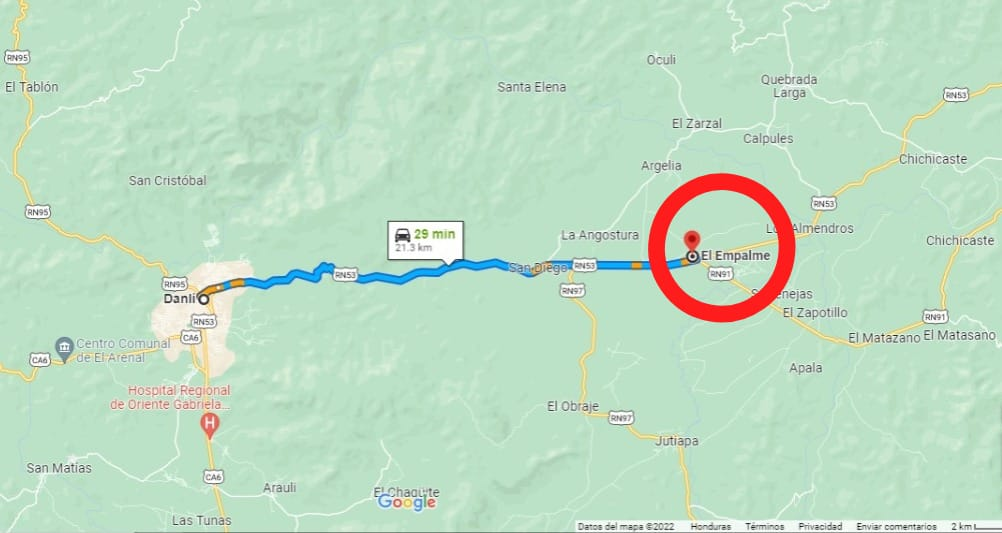 RN95
El Tablón
Santa Elena
Oculi
Quebrada
Larga
RN53
El Zarzal
Calpules
Chichicaste
Argelia
San Cristóbal
RN95
RN53
La Angostura
Los Almendros
Chichicaste
29 min
21.3 km
El Empalme
San Diego
RN53
RN91
RN53
RN95
Danlí
RN97
RN53
El Zapotillo
RN91
CA6
El Matazano
El Matasano
Centro Comunal
de El Arenal
CA6
Apala
Hospital Regional
de Oriente Gabriela...
H
El Obraje
RN97
Jutiapa
San Matias
CA6
Arauli
El Chaguite
Google
Las Tunas
Datos del mapa ©2022
Honduras
Términos
Privacidad
Enviar comentarios
2 km